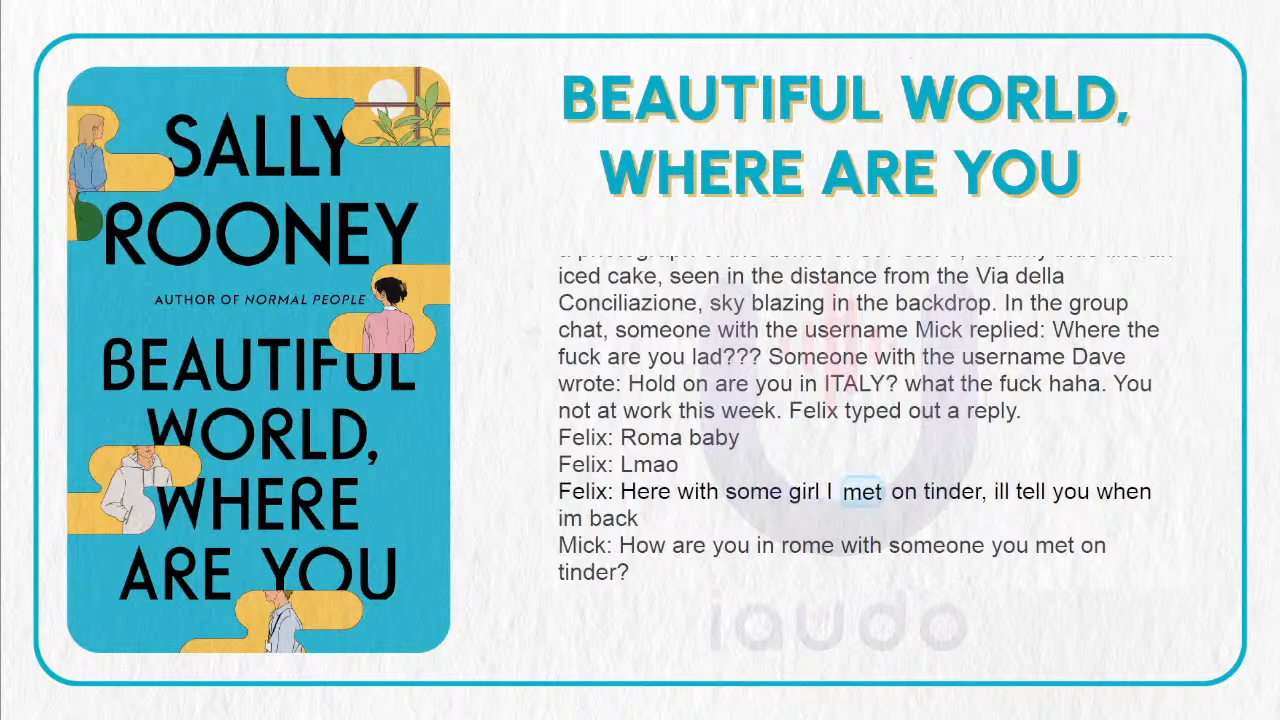 SALLY
ROONEY
AUTHOR OF NORMAL PEOPLE
BEAUTIFUL
WORLD,
WHERE
ARE YOU
BEAUTIFUL WORLD,
WHERE ARE YOU
iced cake, seen in the distance from the Via della
Conciliazione, sky blazing in the backdrop. In the group
chat, someone with the username Mick replied: Where the
fuck are you lad??? Someone with the username Dave
wrote: Hold on are you in ITALY? what the fuck haha. You
not at work this week. Felix typed out a reply.
Felix: Roma baby
Felix: Lmao
Felix: Here with some girl I met on tinder, ill tell you when
im back
Mick: How are you in rome with someone you met on
tinder?
iaudo